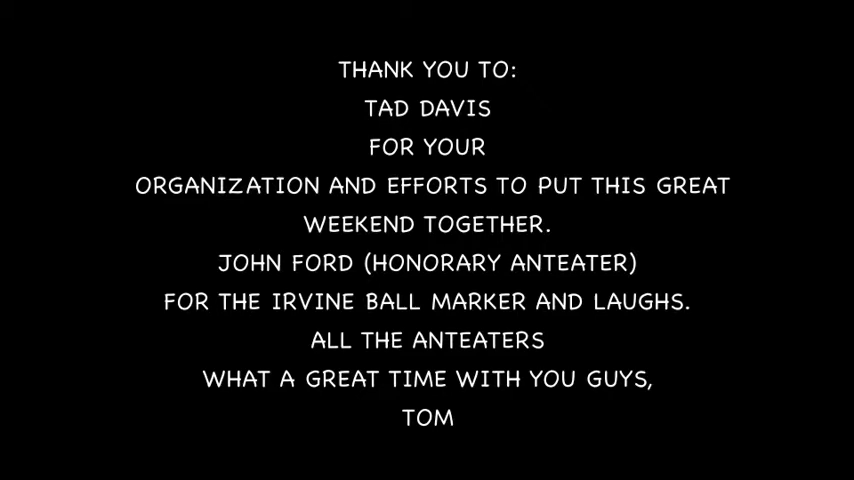 THANK YOU TO:
TAD DAVIS
FOR YOUR
ORGANIZATION AND EFFORTS TO PUT THIS GREAT
WEEKEND TOGETHER.
JOHN FORD (HONORARY ANTEATER)
FOR THE IRVINE BALL MARKER AND LAUGHS.
ALL THE ANTEATERS
WHAT A GREAT TIME WITH YOU GUYS,
TOM